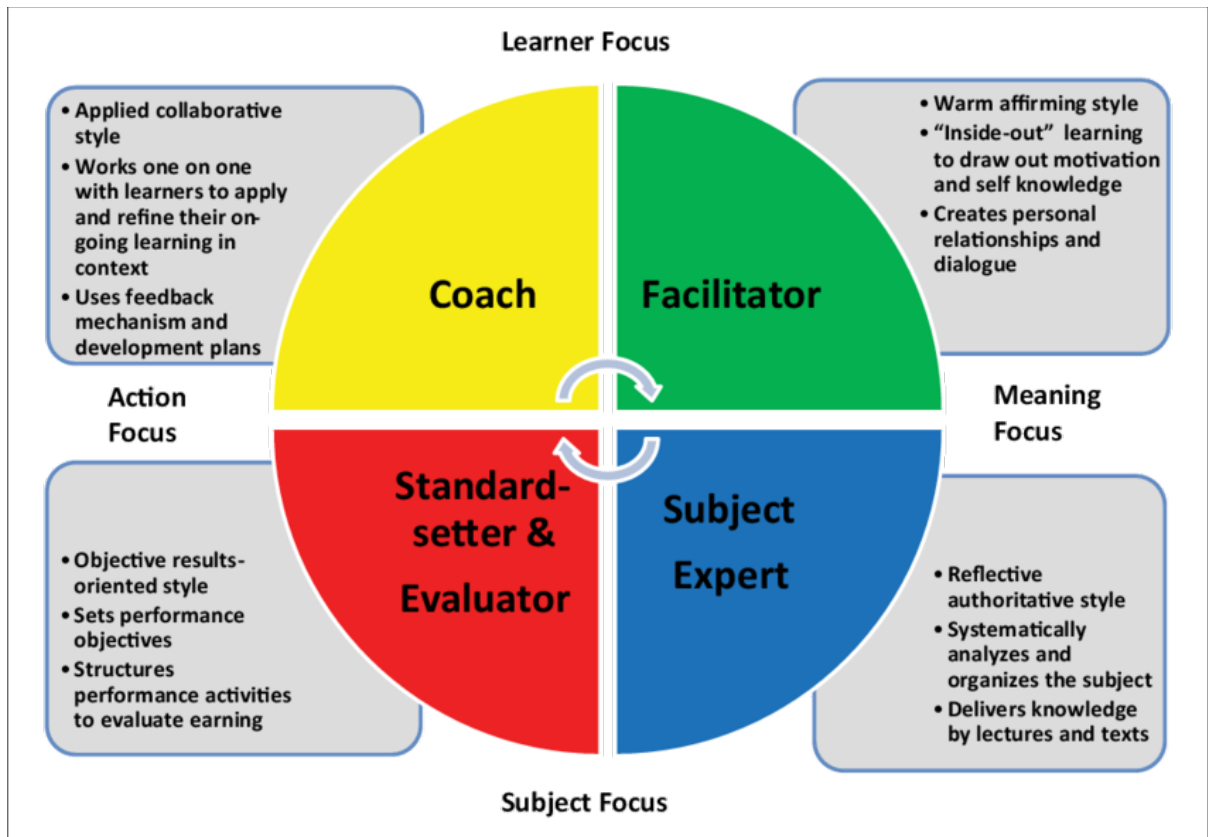 Learner Focus
• Applied collaborative
style
• Works one on one
with learners to apply
and refine their on-
going learning in
context
• Uses feedback
mechanism and
development plans
• Warm affirming style
• “Inside-out” learning
to draw out motivation
and self knowledge
• Creates personal
relationships and
dialogue
Coach
Facilitator
Action
Focus
Meaning
Focus
Standard-
setter &
Evaluator
Subject
Expert
• Objective results-
oriented style
• Sets performance
objectives
• Structures
performance activities
to evaluate earning
• Reflective
authoritative style
• Systematically
analyzes and
organizes the subject
• Delivers knowledge
by lectures and texts
Subject Focus